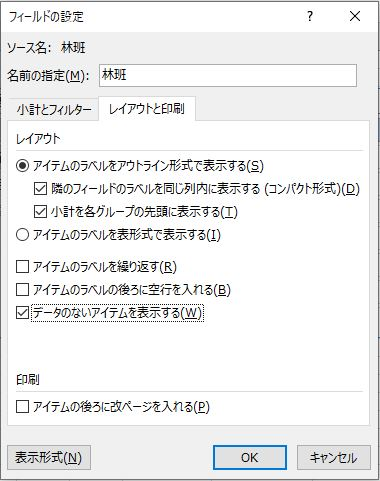 フィールドの設定 ? ×
ソース名: 林班
名前の指定(M): 林班
小計とフィルター レイアウトと印刷
レイアウト
アイテムのラベルをアウトライン形式で表示する(S)
隣のフィールドのラベルを同じ列内に表示する (コンパクト形式)(D)
小計を各グループの先頭に表示する(T)
アイテムのラベルを表形式で表示する(I)
アイテムのラベルを繰り返す(R)
アイテムのラベルの後ろに空行を入れる(B)
データのないアイテムを表示する(W)
印刷
アイテムの後ろに改ページを入れる(P)
表示形式(N) OK キャンセル